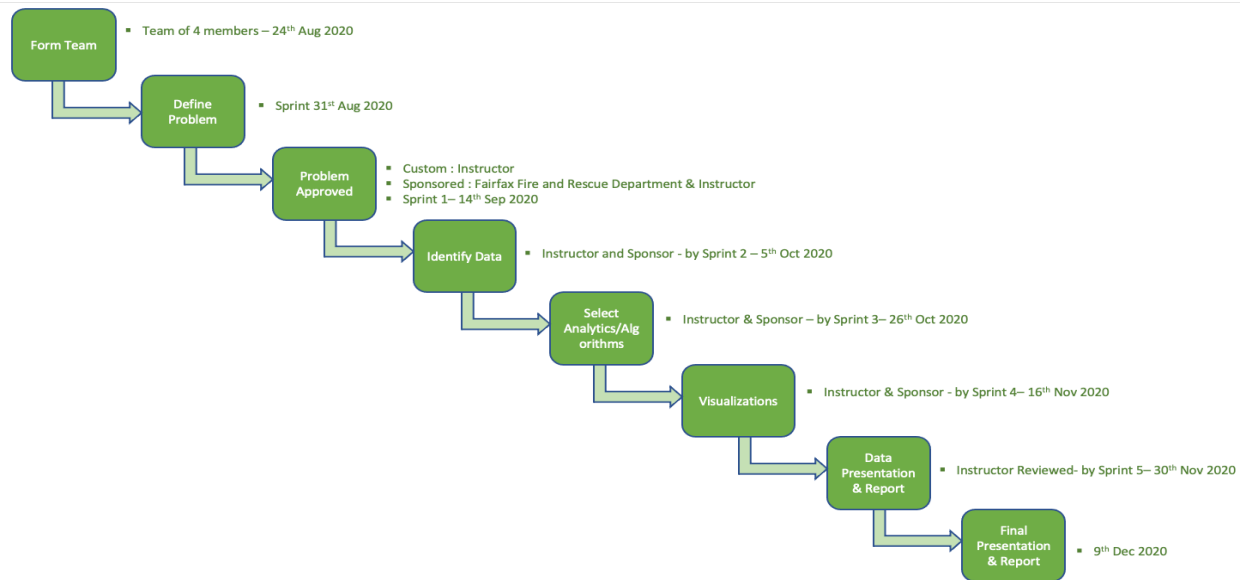 Form Team
▪ Team of 4 members – 24th Aug 2020
Define
Problem
▪ Sprint 31st Aug 2020
Problem
Approved
▪ Custom : Instructor
▪ Sponsored : Fairfax Fire and Rescue Department & Instructor
▪ Sprint 1– 14th Sep 2020
Identify Data
▪ Instructor and Sponsor - by Sprint 2 – 5th Oct 2020
Select
Analytics/Alg
orithms
▪ Instructor & Sponsor – by Sprint 3– 26th Oct 2020
Visualizations
▪ Instructor & Sponsor - by Sprint 4– 16th Nov 2020
Data
Presentation
& Report
▪ Instructor Reviewed- by Sprint 5– 30th Nov 2020
Final
Presentation
& Report
▪ 9th Dec 2020